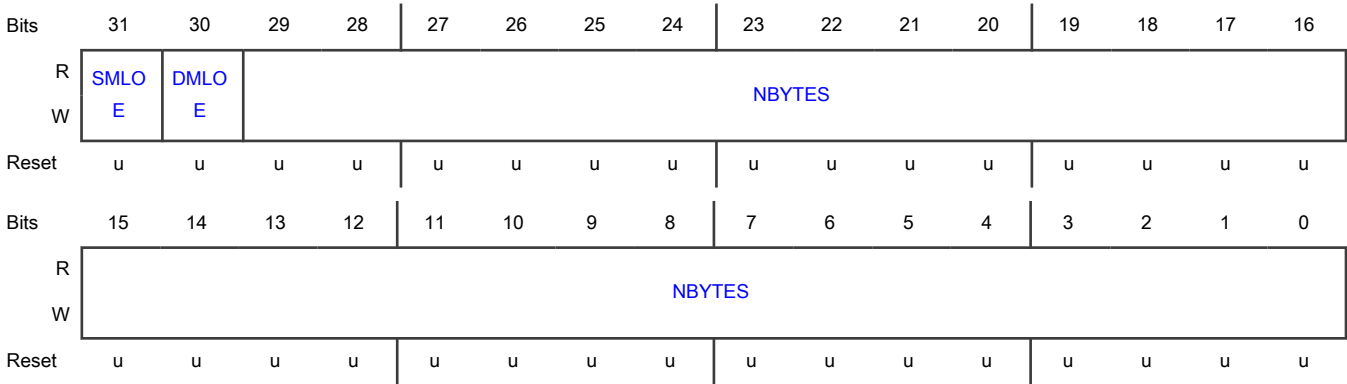 Bits 31 30 29 28 27 26 25 24 23 22 21 20 19 18 17 16
R
SMLO DMLO
NBYTES
E E
W
Reset u u u u u u u u u u u u u u u u
Bits 15 14 13 12 11 10 9 8 7 6 5 4 3 2 1 0
R
NBYTES
W
Reset u u u u u u u u u u u u u u u u